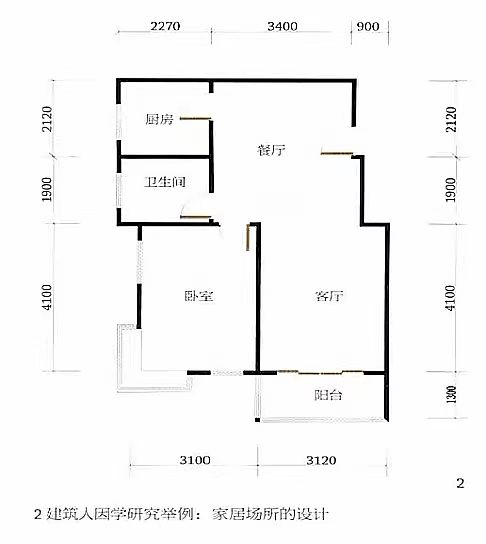 2270 3400 900
2120 厨房 餐厅 2120
1900 卫生间 1900
4100 卧室 客厅 4100
阳台 1300
3100 3120
2
2 建筑人因学研究举例：家居场所的设计